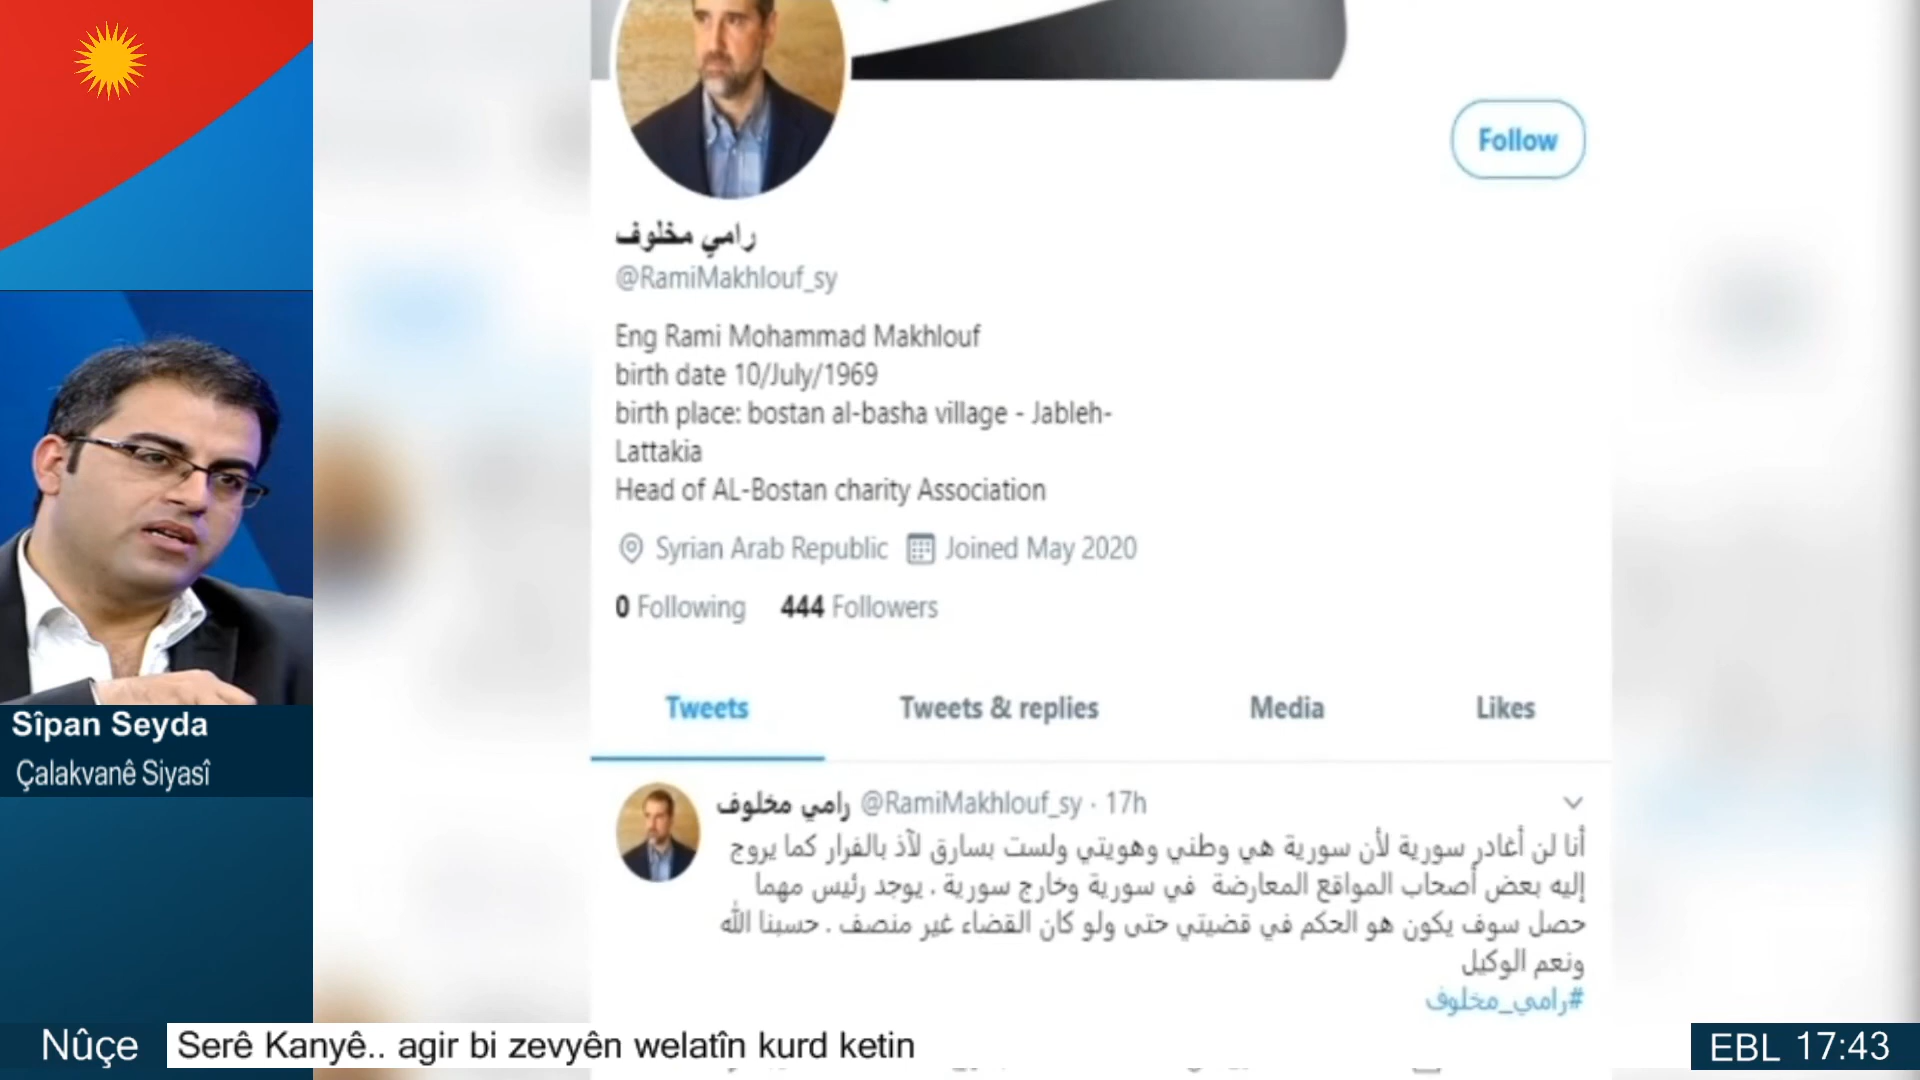 Follow
رامي مخلوف
@RamiMakhlouf_sy
Eng Rami Mohammad Makhlouf
birth date 10/July/1969
birth place: bostan al-basha village - Jableh-
Lattakia
Head of AL-Bostan charity Association
Syrian Arab Republic Joined May 2020
0 Following 444 Followers
Tweets Tweets & replies Media Likes
رامي مخلوف @RamiMakhlouf_sy · 17h
أنا لن أغادر سورية لأن سورية هي وطني وهويتي ولست بسارق لآذ بالفرار كما يروج
إليه بعض أصحاب المواقع المعارضة في سورية وخارج سورية . يوجد رئيس مهما
حصل سوف يكون هو الحكم في قضيتي حتى ولو كان القضاء غير منصف . حسبنا الله
ونعم الوكيل
#رامي_مخلوف
Sîpan Seyda
Çalakvanê Siyasî
Nûçe Serê Kanyê.. agir bi zevyên welatîn kurd ketin EBL 17:43